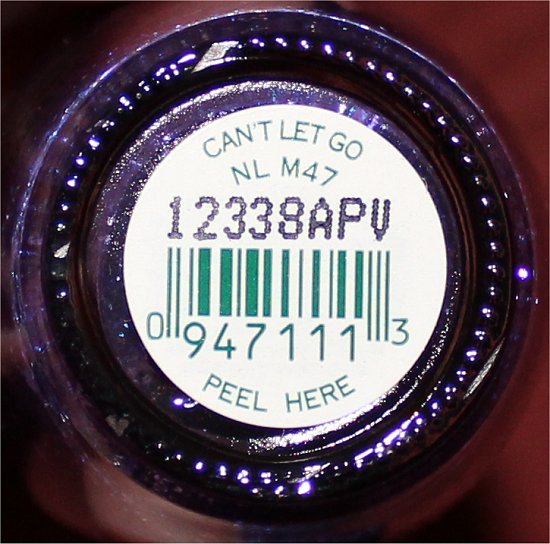 CAN'T LET GO
NL M47
12338APV
0 947111 3
PEEL HERE